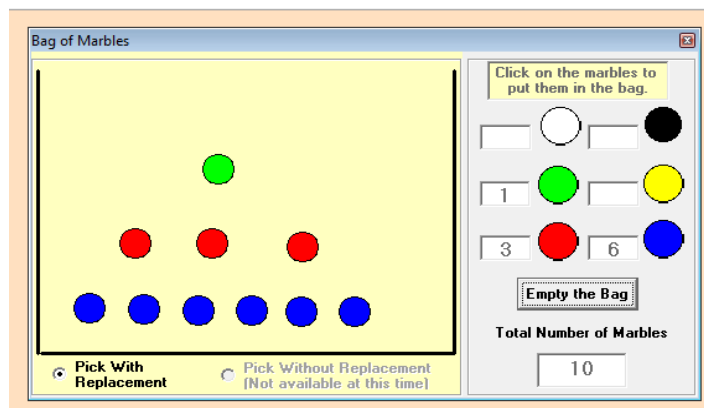 Bag of Marbles
Click on the marbles to
put them in the bag.
1
3
6
Empty the Bag
Total Number of Marbles
10
Pick With
Replacement
Pick Without Replacement
(Not available at this time)